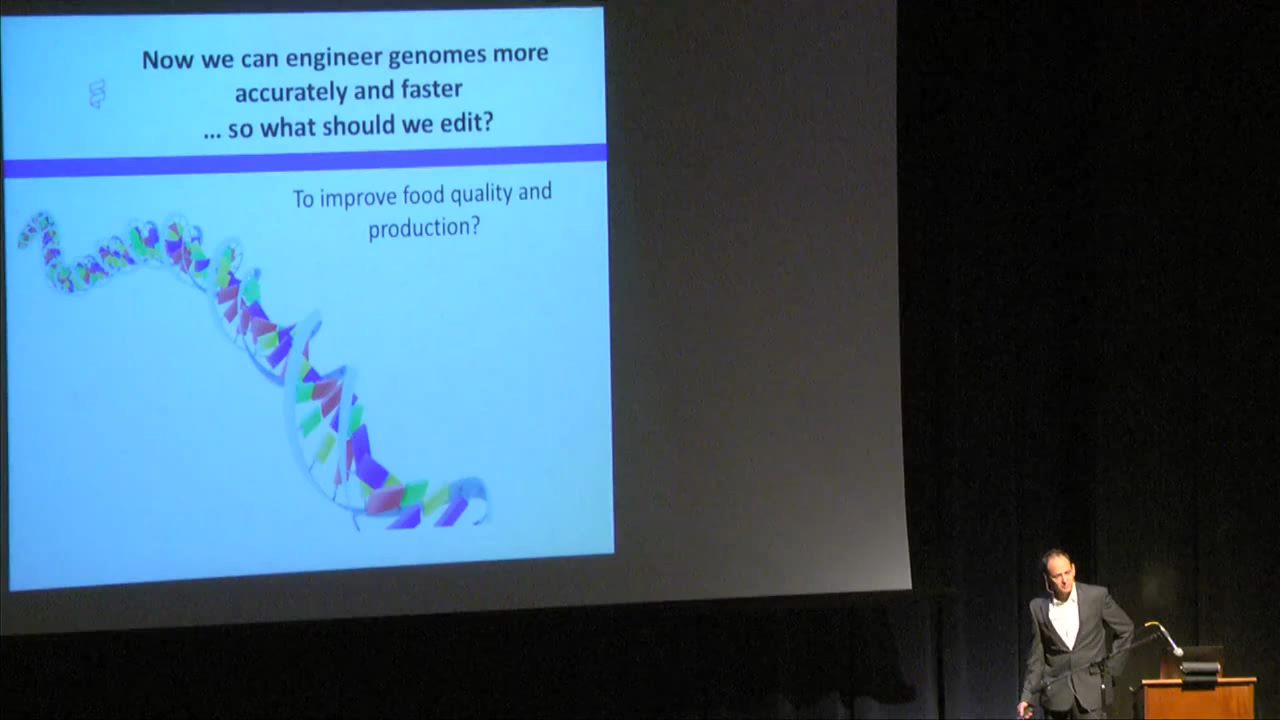 Now we can engineer genomes more
accurately and faster
... so what should we edit?
To improve food quality and
production?